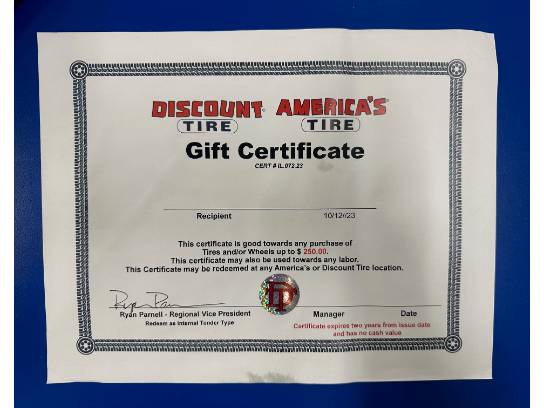 DISCOUNT TIRE AMERICA'S TIRE
Gift Certificate
CERT # IL.072.23
Recipient 10/12//23
This certificate is good towards any purchase of
Tires and/or Wheels up to $ 250.00.
This certificate may also be used towards any labor.
This Certificate may be redeemed at any America's or Discount Tire location.
Ryan Parnell - Regional Vice President
Redeem as Internal Tender Type
Manager Date
Certificate expires two years from issue date
and has no cash value